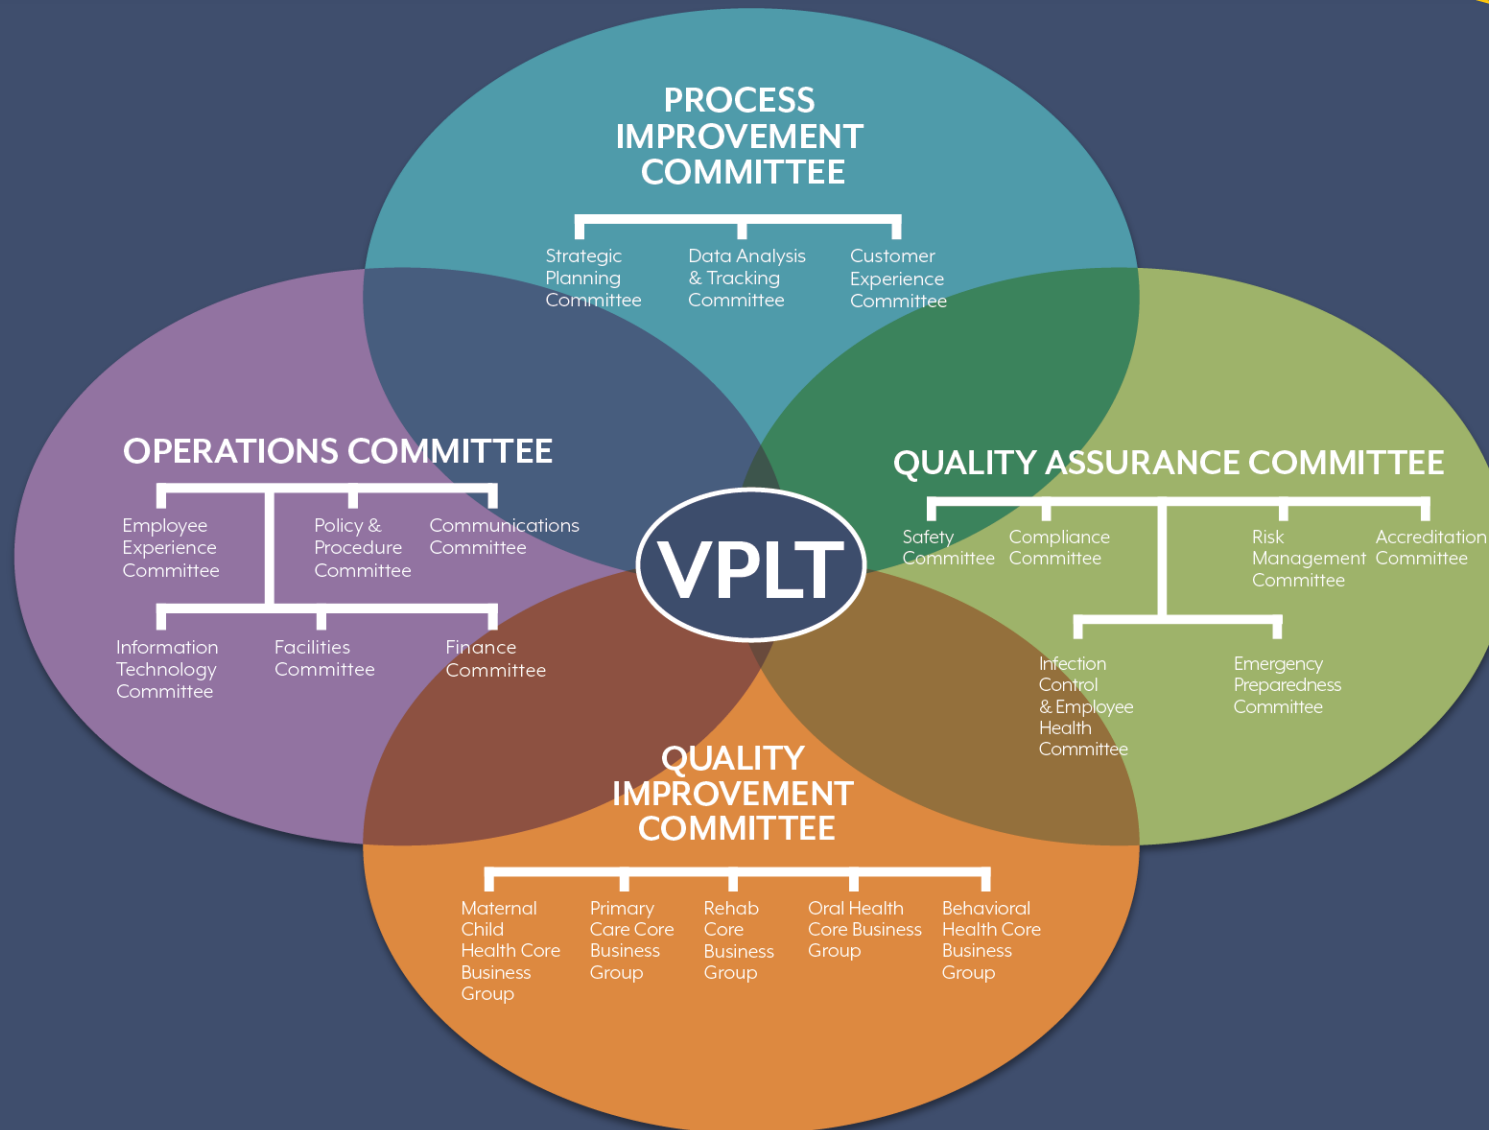 PROCESS
IMPROVEMENT
COMMITTEE
Strategic
Planning
Committee
Data Analysis
& Tracking
Committee
Customer
Experience
Committee
OPERATIONS COMMITTEE
Employee
Experience
Committee
Policy &
Procedure
Committee
Communications
Committee
Information
Technology
Committee
Facilities
Committee
Finance
Committee
VPLT
QUALITY ASSURANCE COMMITTEE
Safety
Committee
Compliance
Committee
Risk
Management
Committee
Accreditation
Committee
Infection
Control
& Employee
Health
Committee
Emergency
Preparedness
Committee
QUALITY
IMPROVEMENT
COMMITTEE
Maternal
Child
Health Core
Business
Group
Primary
Care Core
Business
Group
Rehab
Core
Business
Group
Oral Health
Core Business
Group
Behavioral
Health Core
Business
Group